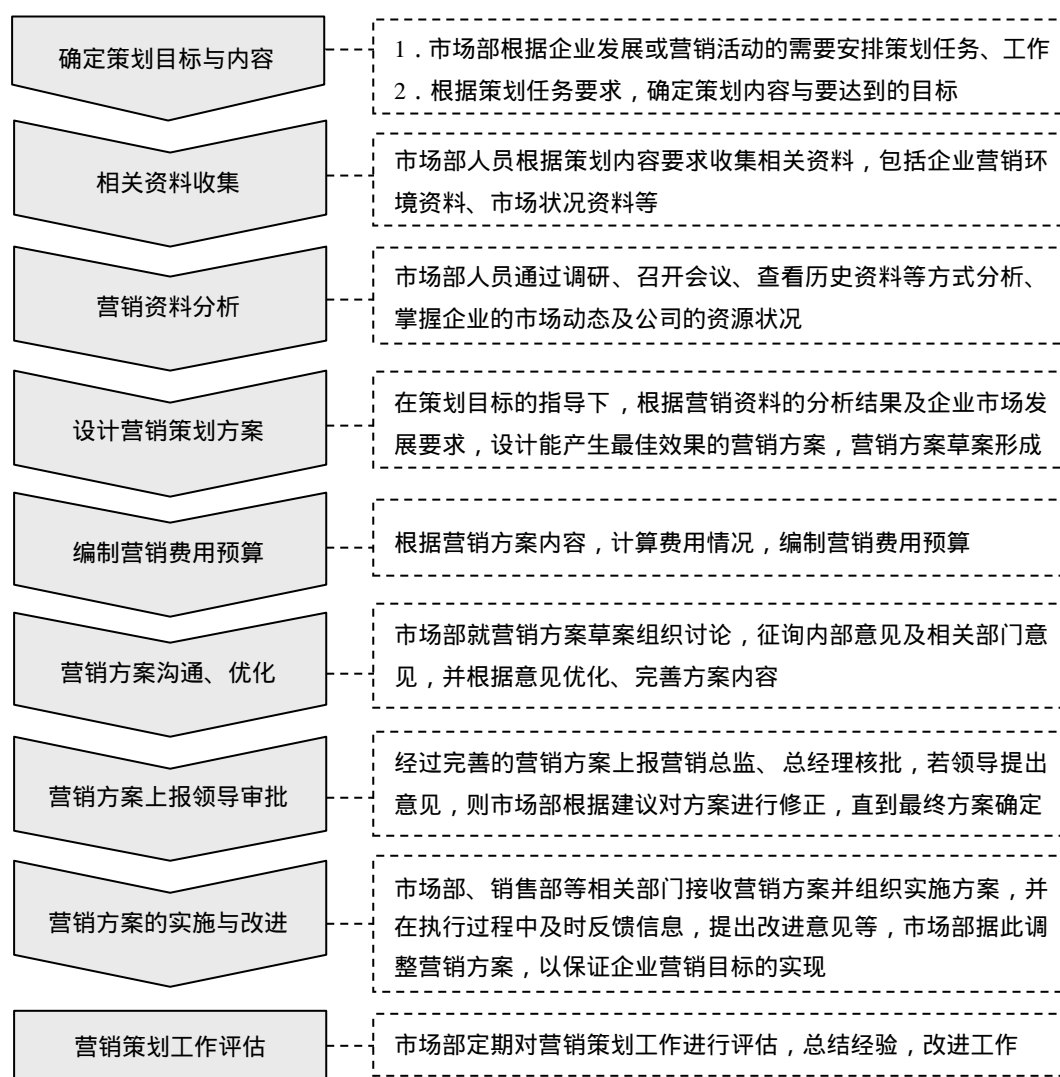 确定策划目标与内容
1．市场部根据企业发展或营销活动的需要安排策划任务、工作
2．根据策划任务要求，确定策划内容与要达到的目标
相关资料收集
市场部人员根据策划内容要求收集相关资料，包括企业营销环
境资料、市场状况资料等
营销资料分析
市场部人员通过调研、召开会议、查看历史资料等方式分析、
掌握企业的市场动态及公司的资源状况
设计营销策划方案
在策划目标的指导下，根据营销资料的分析结果及企业市场发
展要求，设计能产生最佳效果的营销方案，营销方案草案形成
编制营销费用预算
根据营销方案内容，计算费用情况，编制营销费用预算
营销方案沟通、优化
市场部就营销方案草案组织讨论，征询内部意见及相关部门意
见，并根据意见优化、完善方案内容
营销方案上报领导审批
经过完善的营销方案上报营销总监、总经理核批，若领导提出
意见，则市场部根据建议对方案进行修正，直到最终方案确定
营销方案的实施与改进
市场部、销售部等相关部门接收营销方案并组织实施方案，并
在执行过程中及时反馈信息，提出改进意见等，市场部据此调
整营销方案，以保证企业营销目标的实现
营销策划工作评估
市场部定期对营销策划工作进行评估，总结经验，改进工作